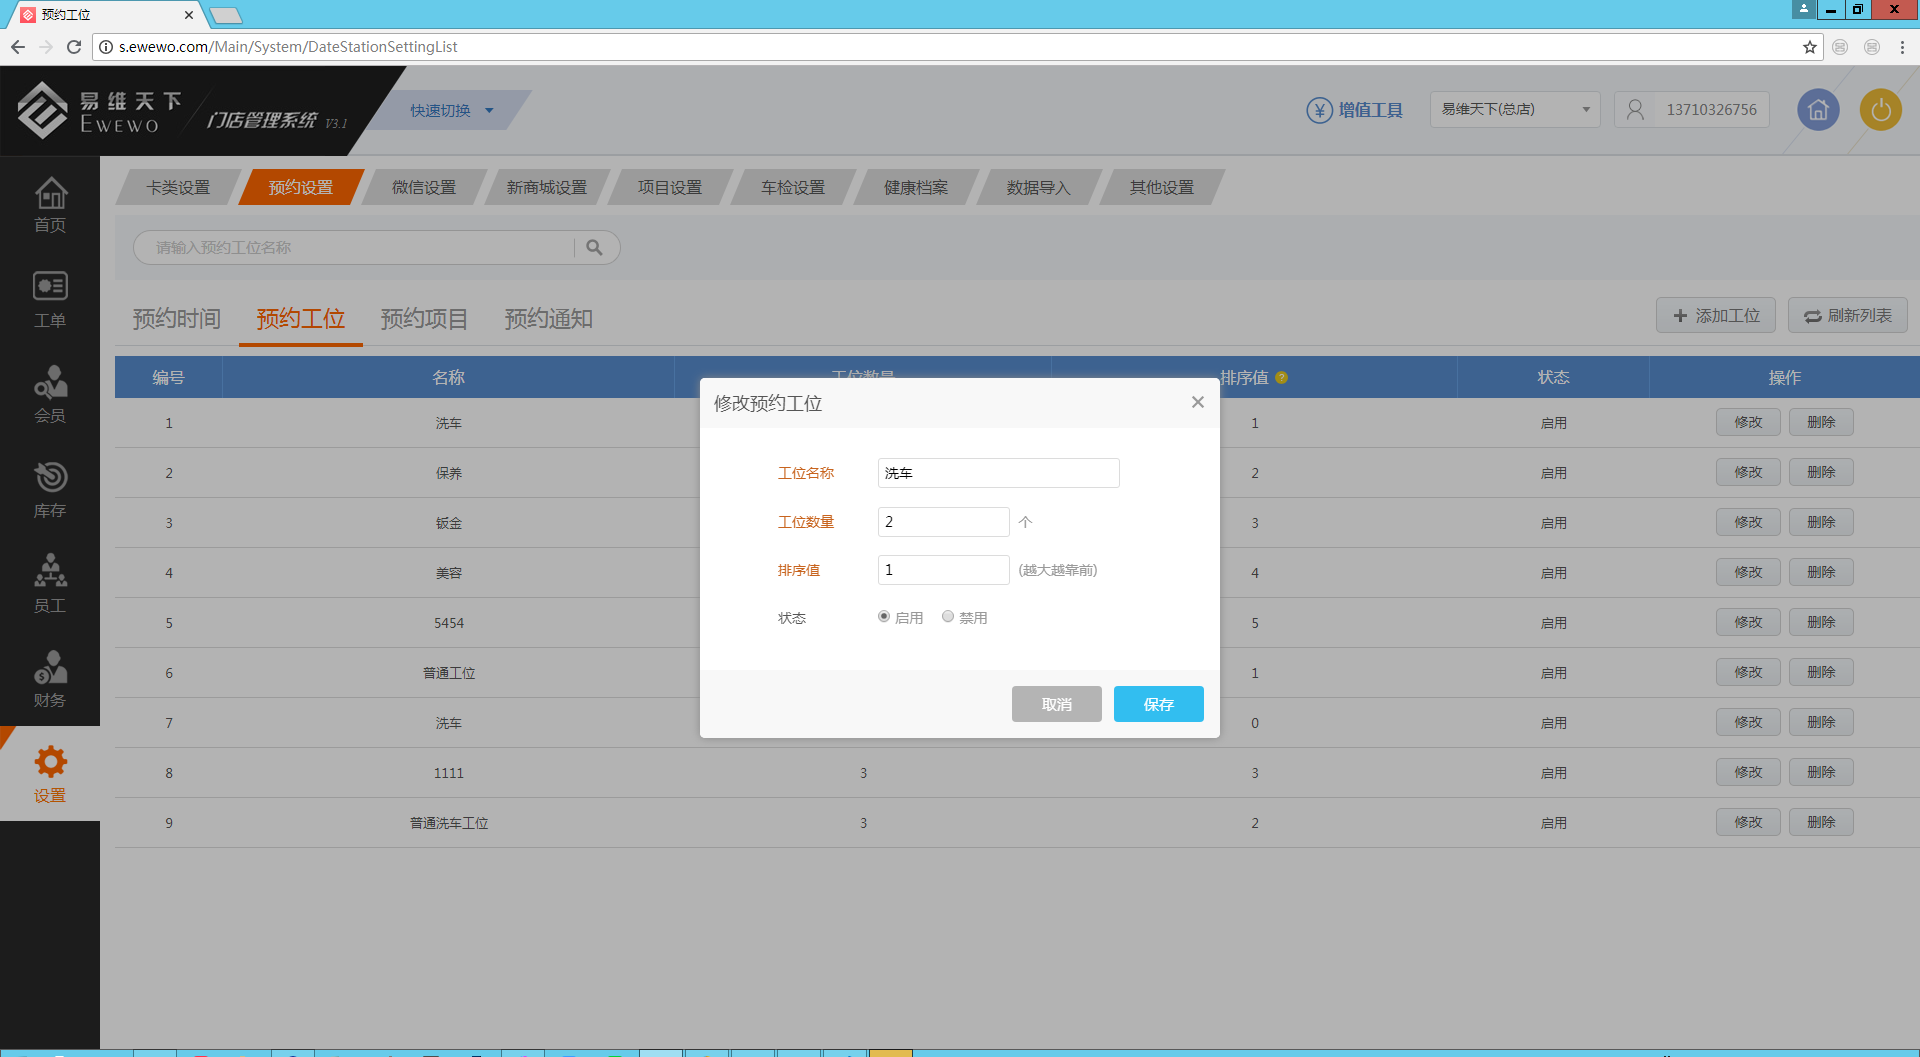 预约工位
s.ewewo.com/Main/System/DateStationSettingList
易维天下
EWEWO
门店管理系统 V3.1
快速切换
¥ 增值工具
易维天下(总店)
13710326756
首页
工单
会员
库存
员工
财务
设置
卡类设置 预约设置 微信设置 新商城设置 项目设置 车检设置 健康档案 数据导入 其他设置
请输入预约工位名称
预约时间 预约工位 预约项目 预约通知
添加工位 刷新列表
编号 名称 工位数量 排序值 ? 状态 操作
1 洗车 1 启用 修改 删除
2 保养 2 启用 修改 删除
3 钣金 3 启用 修改 删除
4 美容 4 启用 修改 删除
5 5454 5 启用 修改 删除
6 普通工位 1 启用 修改 删除
7 洗车 0 启用 修改 删除
8 1111 3 3 启用 修改 删除
9 普通洗车工位 3 2 启用 修改 删除
修改预约工位
工位名称 洗车
工位数量 2 个
排序值 1 (越大越靠前)
状态 启用 禁用
取消 保存